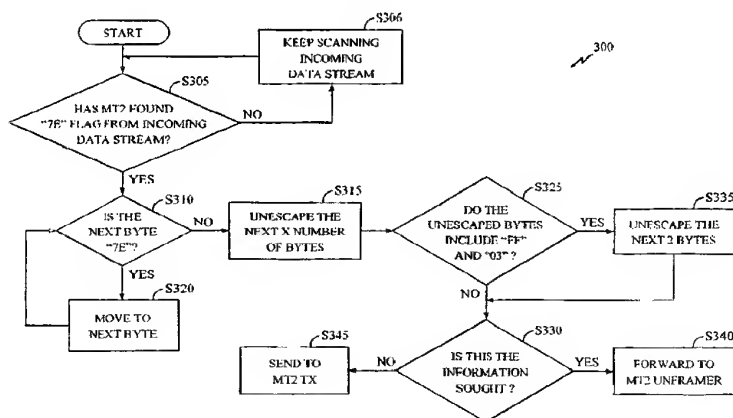 START
S306
KEEP SCANNING
INCOMING
DATA STREAM
300
S305
HAS MT2 FOUND
"7E" FLAG FROM INCOMING
DATA STREAM?
NO
YES
S310
IS THE
NEXT BYTE
"7E"?
NO
S315
UNESCAPE THE
NEXT X NUMBER
OF BYTES
S325
DO THE
UNESCAPED BYTES
INCLUDE "FF"
AND "03"?
YES
S335
UNESCAPE THE
NEXT 2 BYTES
YES
S320
MOVE TO
NEXT BYTE
NO
S330
IS THIS THE
INFORMATION
SOUGHT?
NO
S345
SEND TO
MT2 TX
YES
S340
FORWARD TO
MT2 UNFRAMER